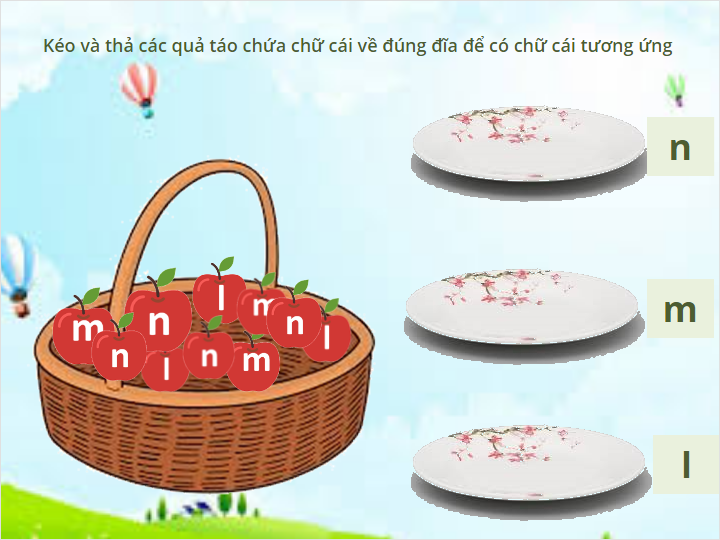 Kéo và thả các quả táo chứa chữ cái về đúng đĩa để có chữ cái tương ứng
n
m
l
l
m
n
n
l
m
n
n
m
l